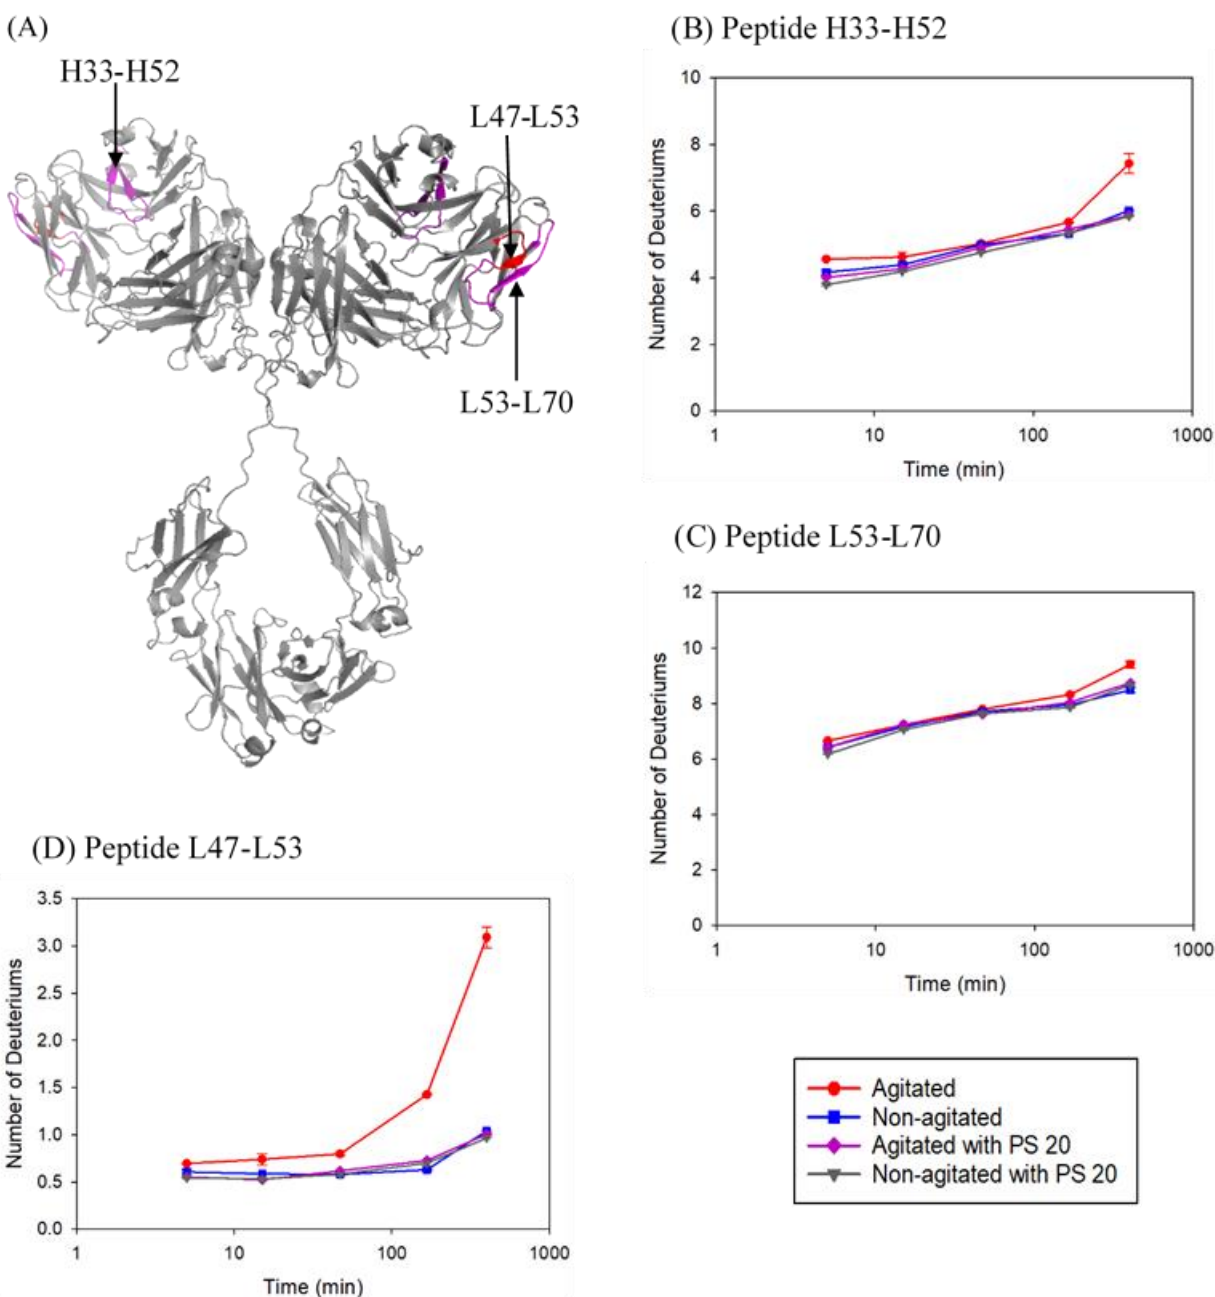 (A)
H33-H52
L47-L53
L53-L70
(B) Peptide H33-H52
10
8
6
4
2
0
Number of Deuteriums
1 10 100 1000
Time (min)
(C) Peptide L53-L70
12
10
8
6
4
2
0
Number of Deuteriums
1 10 100 1000
Time (min)
(D) Peptide L47-L53
3.5
3.0
2.5
2.0
1.5
1.0
0.5
0.0
Number of Deuteriums
1 10 100 1000
Time (min)
Agitated
Non-agitated
Agitated with PS 20
Non-agitated with PS 20